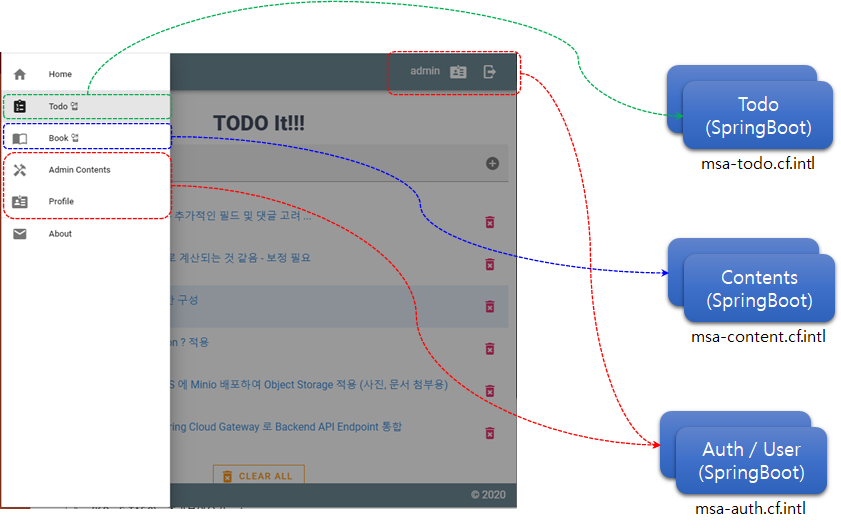 Home
Todo 앱
Book 앱
Admin Contents
Profile
About
admin
TODO It!!!
추가적인 필드 및 댓글 고려 ...
로 계산되는 것 같음 - 보정 필요
구성
? 적용
에 Minio 배포하여 Object Storage 적용 (사진, 문서 첨부용)
Cloud Gateway 로 Backend API Endpoint 통합
CLEAR ALL
© 2020
Todo
(SpringBoot)
msa-todo.cf.intl
Contents
(SpringBoot)
msa-content.cf.intl
Auth / User
(SpringBoot)
msa-auth.cf.intl